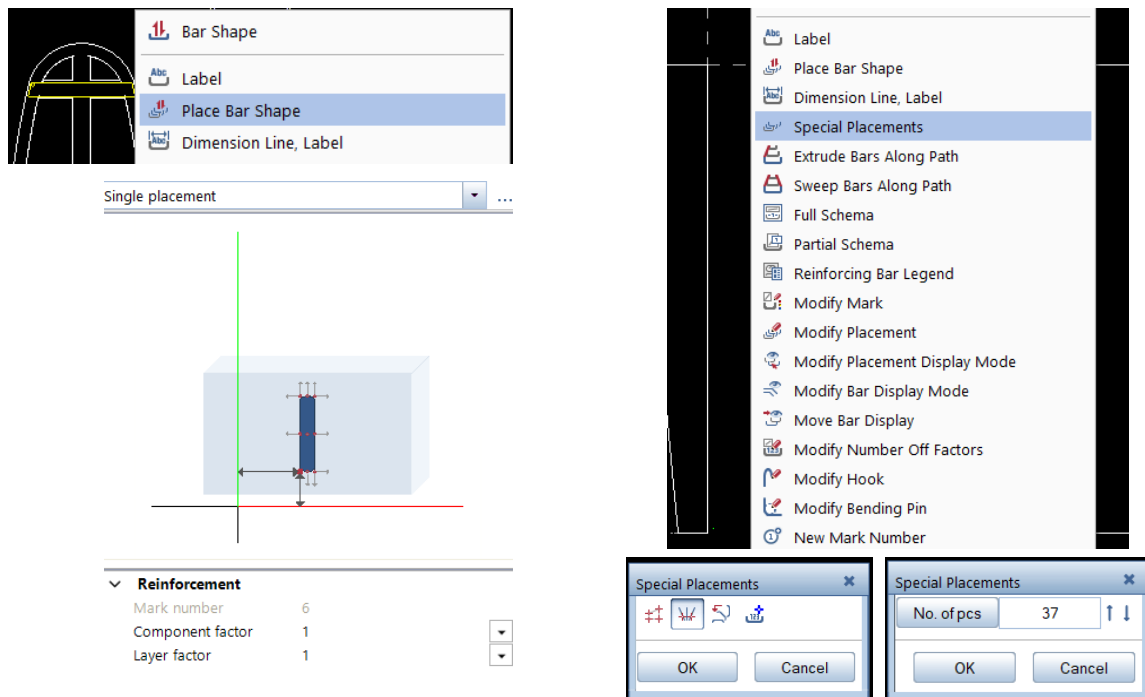 Bar Shape
Label
Place Bar Shape
Dimension Line, Label
Single placement
Reinforcement
Mark number 6
Component factor 1
Layer factor 1
Label
Place Bar Shape
Dimension Line, Label
Special Placements
Extrude Bars Along Path
Sweep Bars Along Path
Full Schema
Partial Schema
Reinforcing Bar Legend
Modify Mark
Modify Placement
Modify Placement Display Mode
Modify Bar Display Mode
Move Bar Display
Modify Number Off Factors
Modify Hook
Modify Bending Pin
New Mark Number
Special Placements
OK Cancel
Special Placements
No. of pcs 37
OK Cancel